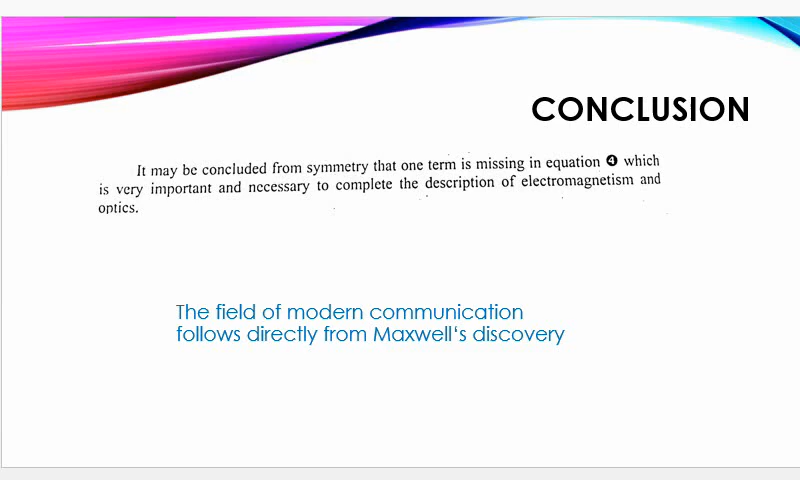 CONCLUSION
It may be concluded from symmetry that one term is missing in equation ❹ which
is very important and necessary to complete the description of electromagnetism and
optics.
The field of modern communication
follows directly from Maxwell‘s discovery